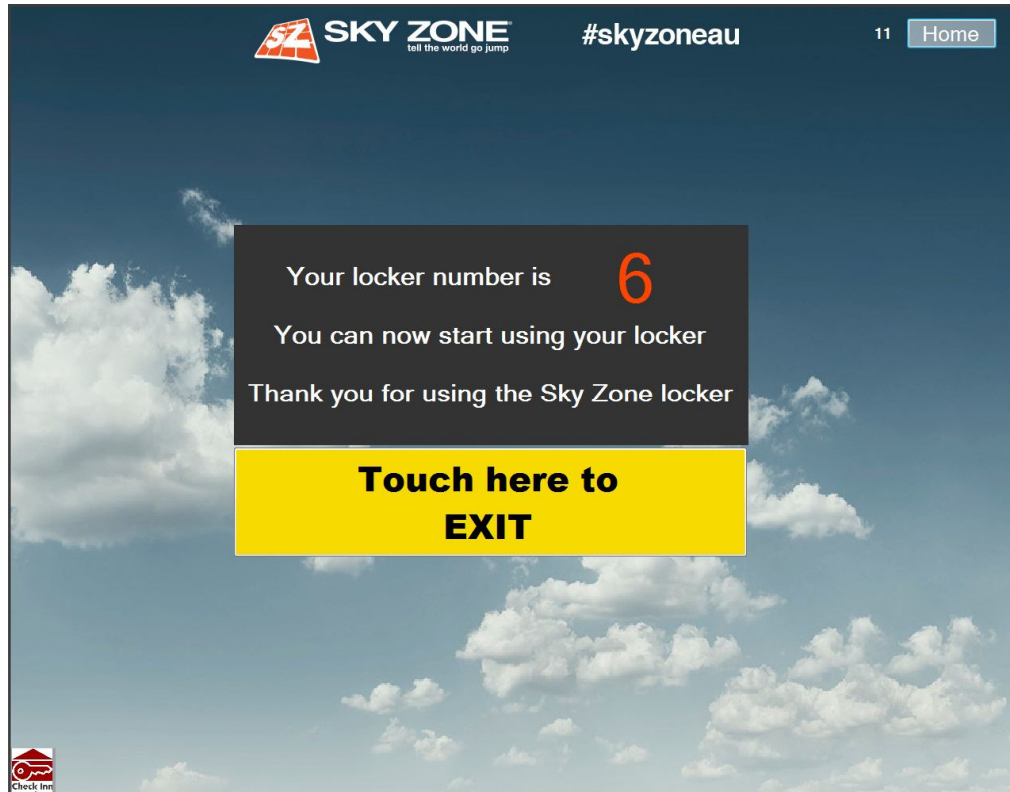 SZ SKY ZONE
tell the world go jump
#skyzoneau
11
Home
Your locker number is 6
You can now start using your locker
Thank you for using the Sky Zone locker
Touch here to
EXIT
Check Inn